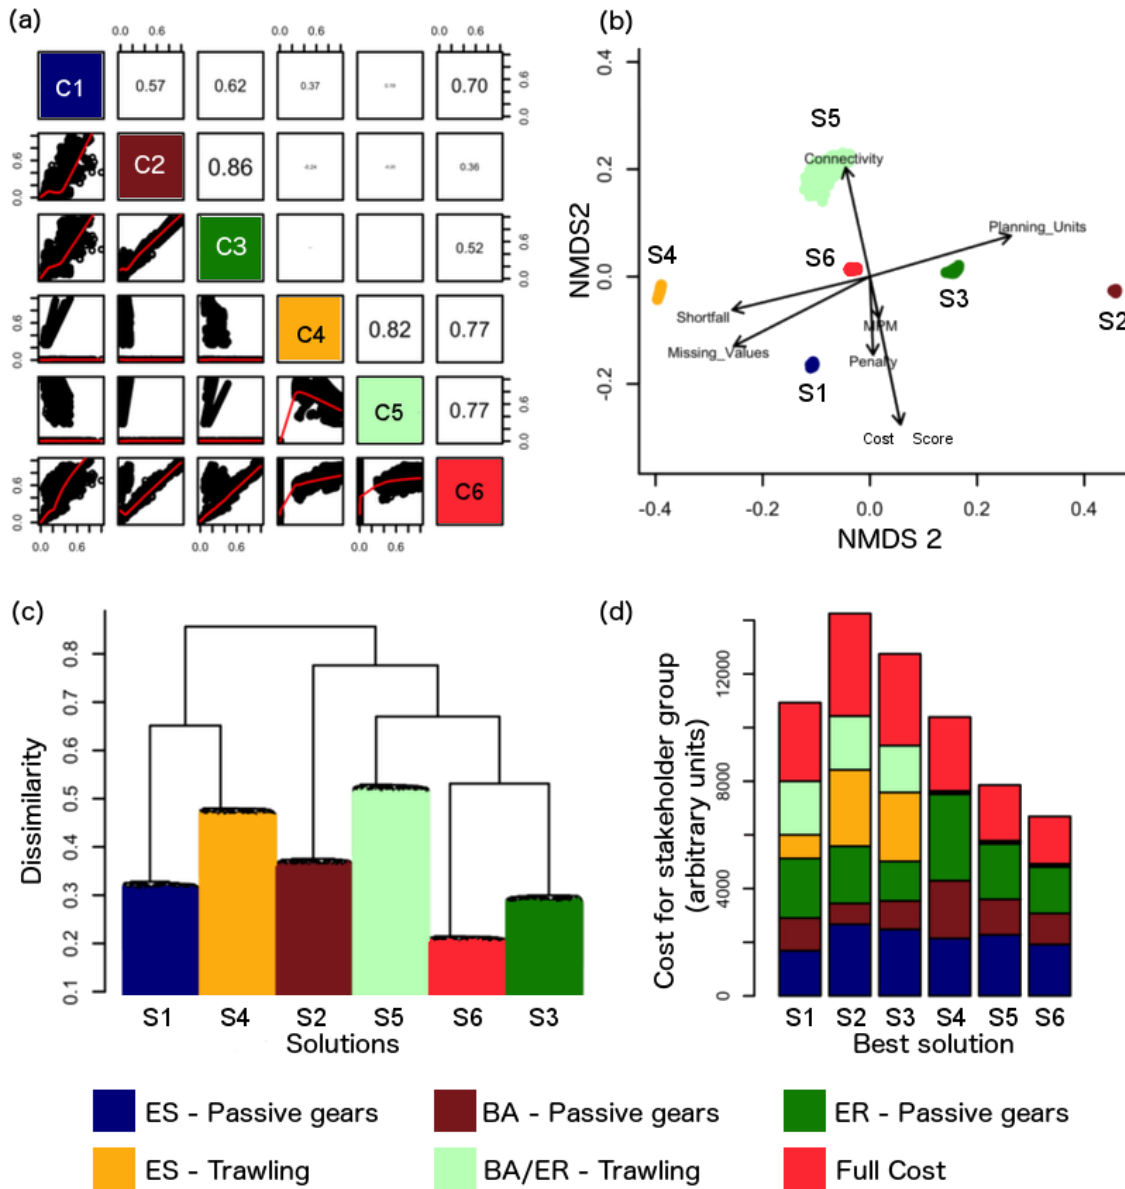 (a)
0.0 0.6 0.0 0.6 0.0 0.6
C1 0.57 0.62 0.37 0.70
0.0 0.6
0.0 0.6
C2 0.86 0.36
C3 0.52
0.0 0.6
0.0 0.6
C4 0.82 0.77
C5 0.77
0.0 0.6
0.0 0.6
C6
0.0 0.6 0.0 0.6 0.0 0.6
(b)
0.4
S5
Connectivity
0.2
Planning_Units
NMDS2
S4
S6
0.0
S3
S2
Shortfall
MPM
Missing_Values
Penalty
S1
-0.2
Cost Score
-0.4 -0.2 0.0 0.2 0.4
NMDS 2
(c)
Dissimilarity
0.1 0.2 0.3 0.4 0.5 0.6 0.7 0.8
S1 S4 S2 S5 S6 S3
Solutions
(d)
Cost for stakeholder group
(arbitrary units)
0 4000 8000 12000
S1 S2 S3 S4 S5 S6
Best solution
ES - Passive gears
BA - Passive gears
ER - Passive gears
ES - Trawling
BA/ER - Trawling
Full Cost